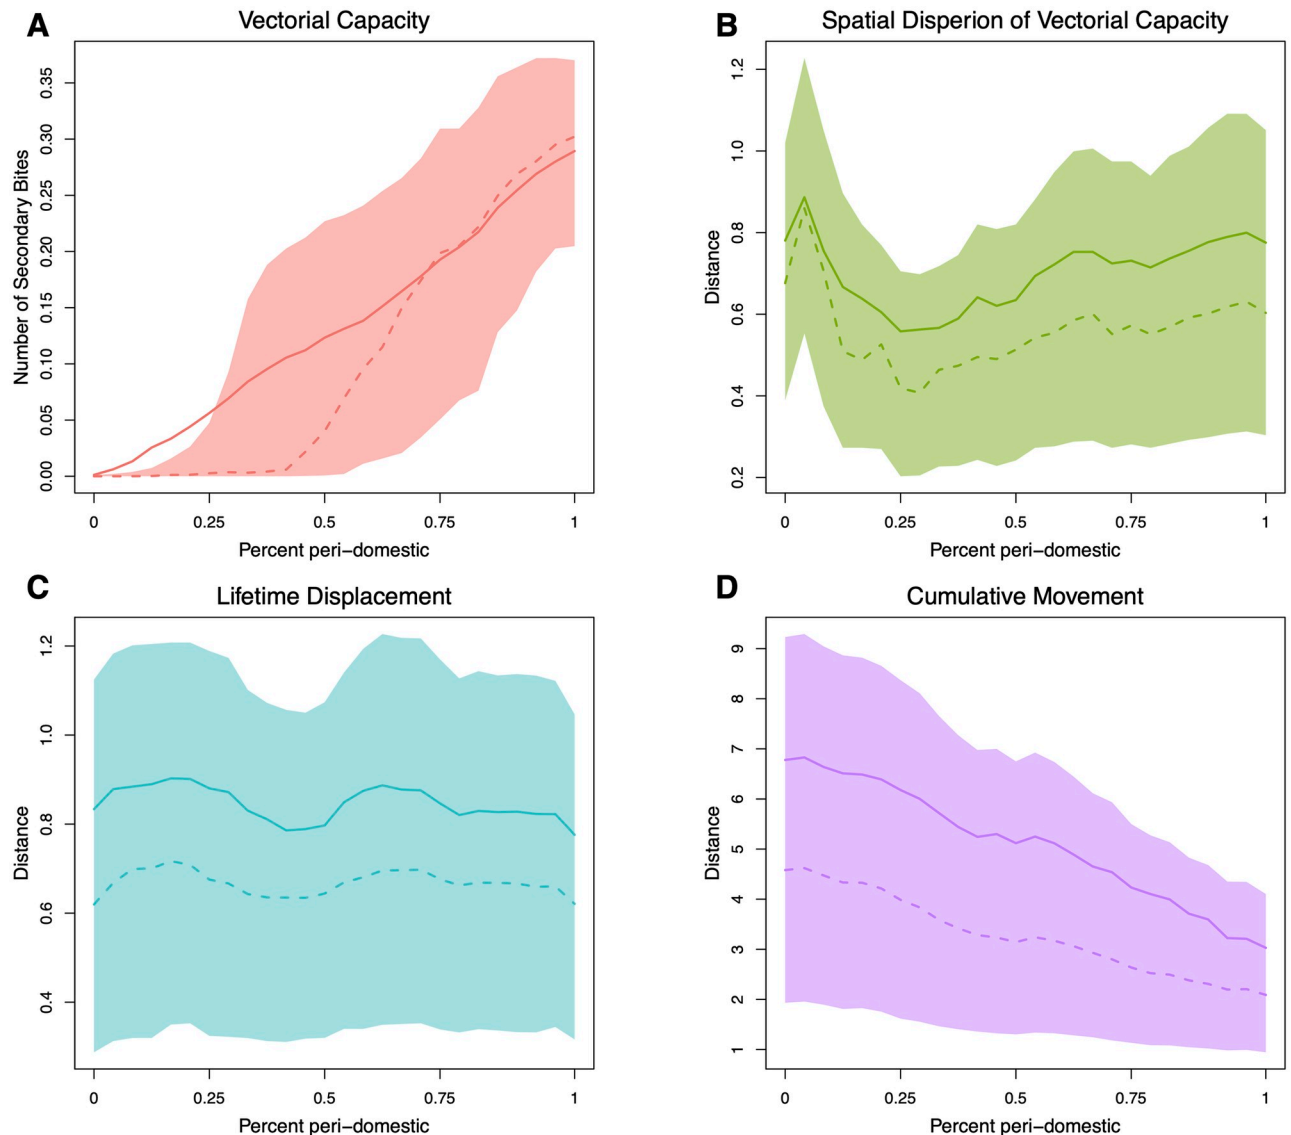 A
Vectorial Capacity
Number of Secondary Bites
0.35
0.30
0.25
0.20
0.15
0.10
0.05
0.00
0 0.25 0.5 0.75 1
Percent peri-domestic
B
Spatial Disperion of Vectorial Capacity
Distance
1.2
1.0
0.8
0.6
0.4
0.2
0 0.25 0.5 0.75 1
Percent peri-domestic
C
Lifetime Displacement
Distance
1.2
1.0
0.8
0.6
0.4
0 0.25 0.5 0.75 1
Percent peri-domestic
D
Cumulative Movement
Distance
9
8
7
6
5
4
3
2
1
0 0.25 0.5 0.75 1
Percent peri-domestic